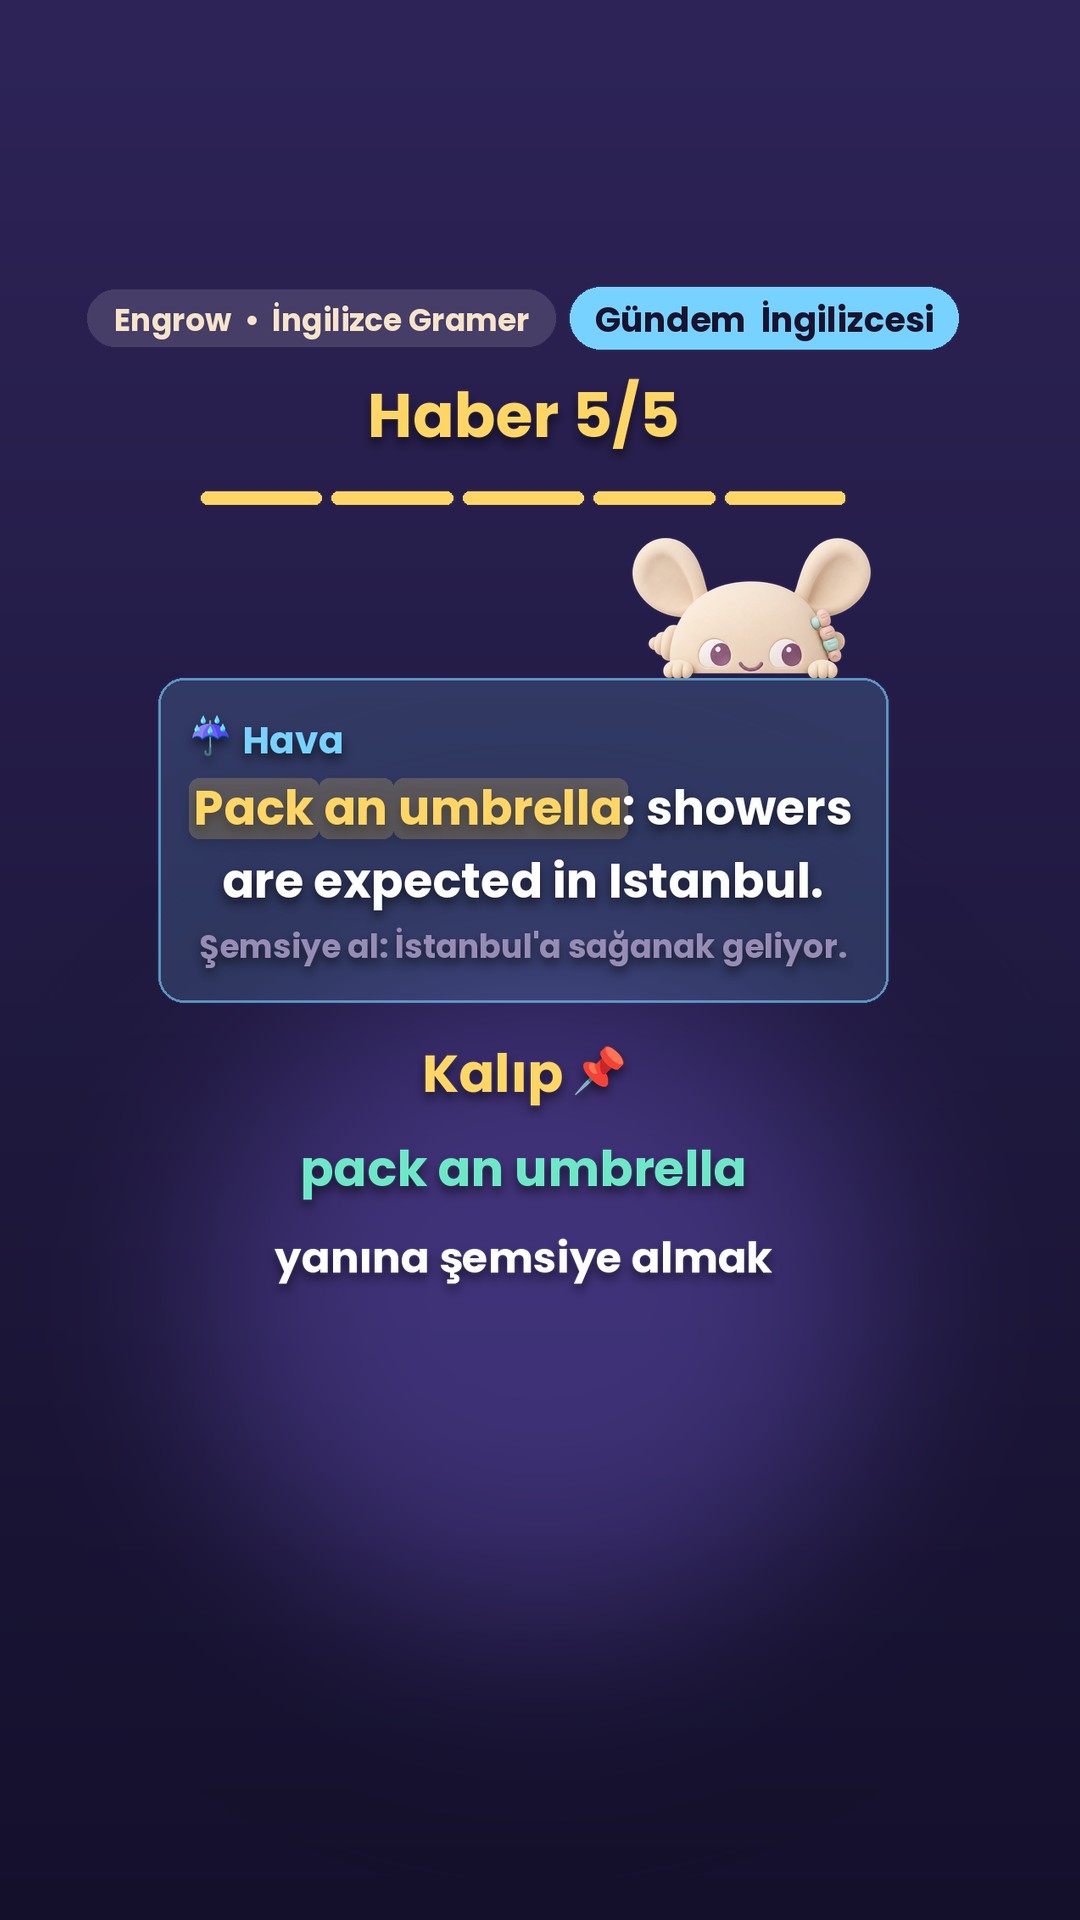 Engrow • İngilizce Gramer
Gündem İngilizcesi
Haber 5/5
☔ Hava
Pack an umbrella: showers
are expected in Istanbul.
Şemsiye al: İstanbul'a sağanak geliyor.
Kalıp 📌
pack an umbrella
yanına şemsiye almak